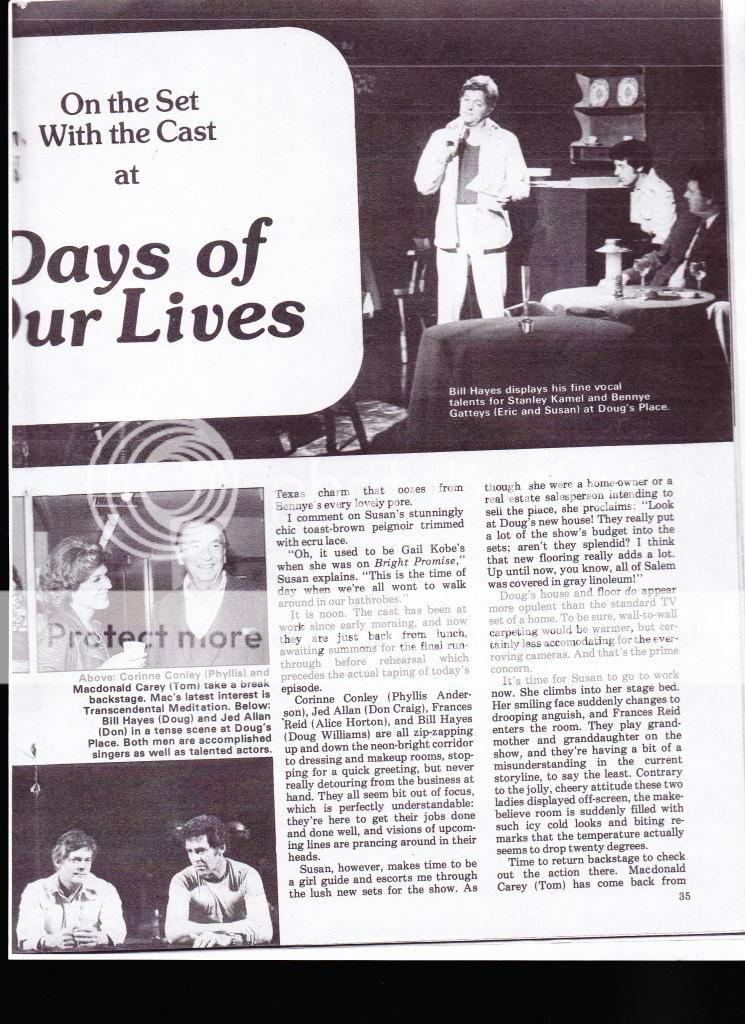 On the Set
With the Cast
at
Days of
ur Lives
Bill Hayes displays his fine vocal
talents for Stanley Kamel and Bennye
Gatteys (Eric and Susan) at Doug's Place.
Protect more
Above: Corinne Conley (Phyllis) and
Macdonald Carey (Tom) take a break
backstage. Mac's latest interest is
Transcendental Meditation. Below:
Bill Hayes (Doug) and Jed Allan
(Don) in a tense scene at Doug's
Place. Both men are accomplished
singers as well as talented actors.
Texas charm that oozes from
Bennye's every lovely pore.
I comment on Susan's stunningly
chic toast-brown peignoir trimmed
with ecru lace.
"Oh, it used to be Gail Kobe's
when she was on Bright Promise,"
Susan explains. "This is the time of
day when we're all wont to walk
around in our bathrobes."
It is noon. The cast has been at
work since early morning, and now
they are just back from lunch,
awaiting summons for the final run-
through before rehearsal which
precedes the actual taping of today's
episode.
Corinne Conley (Phyllis Ander-
son), Jed Allan (Don Craig), Frances
Reid (Alice Horton), and Bill Hayes
(Doug Williams) are all zip-zapping
up and down the neon-bright corridor
to dressing and makeup rooms, stop-
ping for a quick greeting, but never
really detouring from the business at
hand. They all seem bit out of focus,
which is perfectly understandable:
they're here to get their jobs done
and done well, and visions of upcom-
ing lines are prancing around in their
heads.
Susan, however, makes time to be
a girl guide and escorts me through
the lush new sets for the show. As
though she were a home-owner or a
real estate salesperson intending to
sell the place, she proclaims: "Look
at Doug's new house! They really put
a lot of the show's budget into the
sets; aren't they splendid? I think
that new flooring really adds a lot.
Up until now, you know, all of Salem
was covered in gray linoleum!"
Doug's house and floor do appear
more opulent than the standard TV
set of a home. To be sure, wall-to-wall
carpeting would be warmer, but cer-
tainly less accomodating for the ever-
roving cameras. And that's the prime
concern.
It's time for Susan to go to work
now. She climbs into her stage bed.
Her smiling face suddenly changes to
drooping anguish, and Frances Reid
enters the room. They play grand-
mother and granddaughter on the
show, and they're having a bit of a
misunderstanding in the current
storyline, to say the least. Contrary
to the jolly, cheery attitude these two
ladies displayed off-screen, the make-
believe room is suddenly filled with
such icy cold looks and biting re-
marks that the temperature actually
seems to drop twenty degrees.
Time to return backstage to check
out the action there. Macdonald
Carey (Tom) has come back from
35